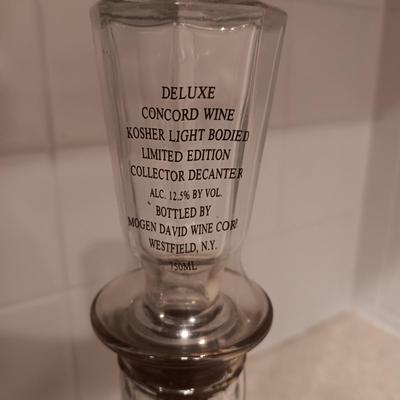 DELUXE
CONCORD WINE
KOSHER LIGHT BODIED
LIMITED EDITION
COLLECTOR DECANTER
ALC. 12.5% BY VOL.
BOTTLED BY
MOGEN DAVID WINE CORP.
WESTFIELD, N.Y.
750ML